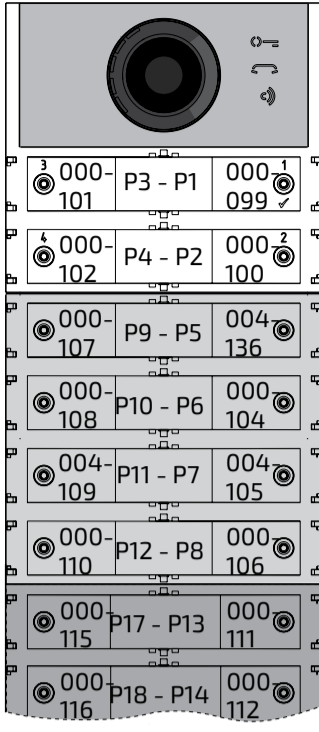 3 000-101 P3 - P1 000-099 1 ✓
4 000-102 P4 - P2 000-100 2
000-107 P9 - P5 004-136
000-108 P10 - P6 000-104
004-109 P11 - P7 004-105
000-110 P12 - P8 000-106
000-115 P17 - P13 000-111
000-116 P18 - P14 000-112